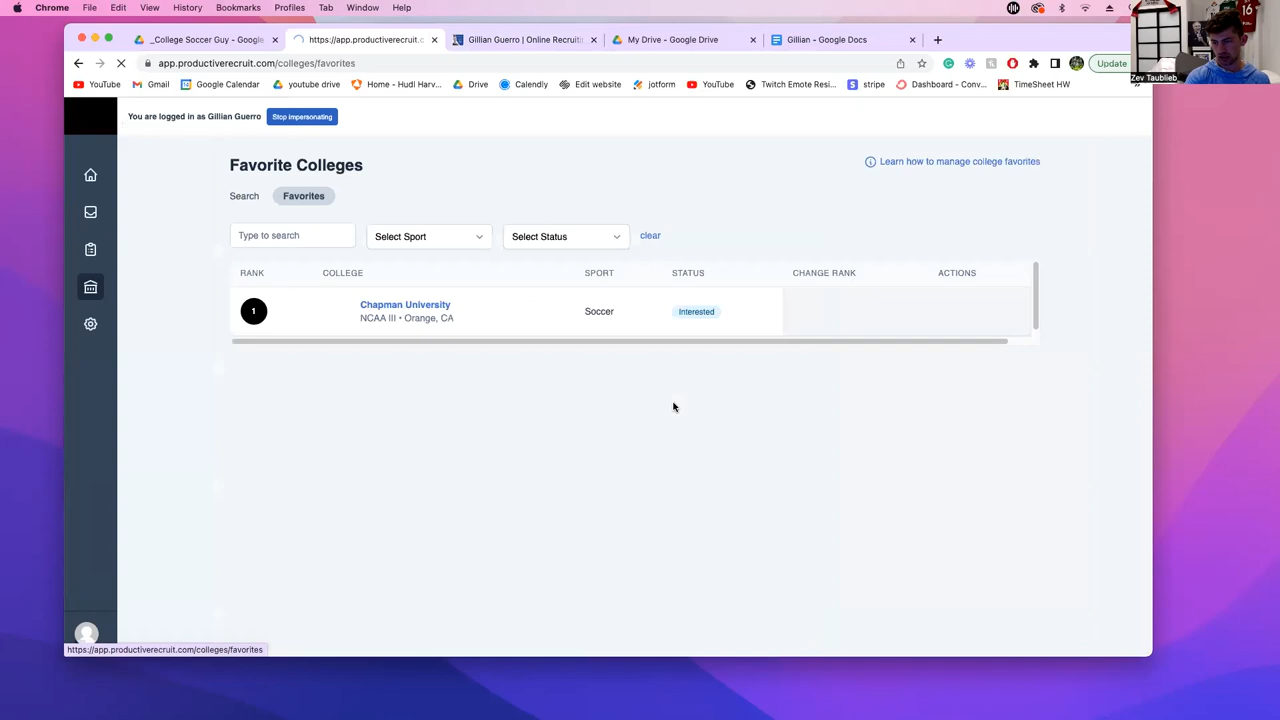 Chrome File Edit View History Bookmarks Profiles Tab Window Help
_College Soccer Guy - Google
https://app.productiverecruit.c
Gillian Guerro | Online Recruiti
My Drive - Google Drive
Gillian - Google Docs
app.productiverecruit.com/colleges/favorites
Update
Zev Taublieb
YouTube Gmail Google Calendar youtube drive Home - Hudl Harv... Drive Calendly Edit website jotform YouTube Twitch Emote Resi... stripe Dashboard – Conv... TimeSheet HW
You are logged in as Gillian Guerro Stop impersonating
Favorite Colleges
Learn how to manage college favorites
Search Favorites
Type to search Select Sport Select Status clear
RANK COLLEGE SPORT STATUS CHANGE RANK ACTIONS
1 Chapman University Soccer Interested
NCAA III • Orange, CA
https://app.productiverecruit.com/colleges/favorites